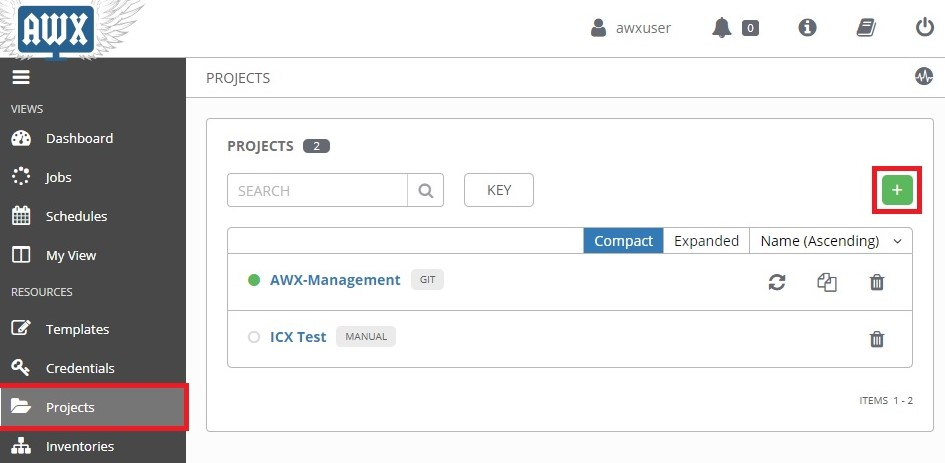 AWX
awxuser
0
VIEWS
Dashboard
Jobs
Schedules
My View
RESOURCES
Templates
Credentials
Projects
Inventories
PROJECTS
PROJECTS 2
SEARCH
KEY
+
Compact Expanded Name (Ascending)
AWX-Management GIT
ICX Test MANUAL
ITEMS 1 - 2